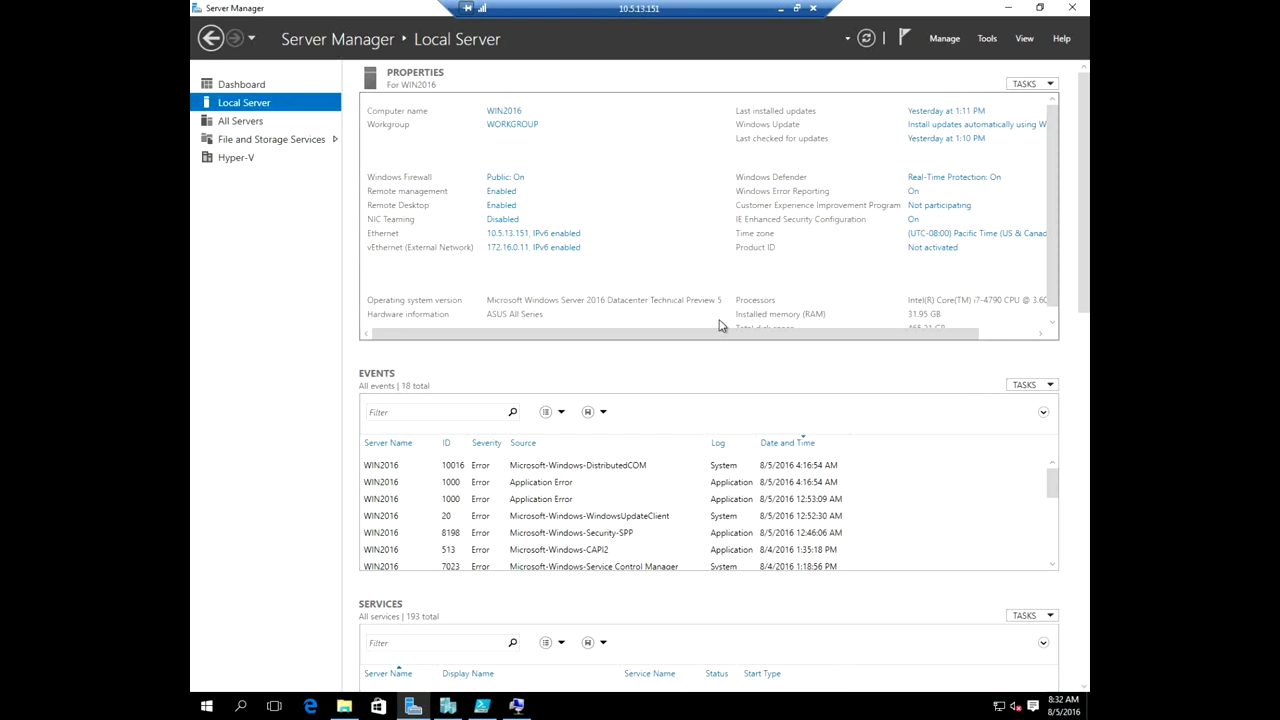 Server Manager
10.5.13.151
Server Manager • Local Server
Manage Tools View Help
Dashboard
Local Server
All Servers
File and Storage Services
Hyper-V
PROPERTIES
For WIN2016
TASKS
Computer name WIN2016 Last installed updates Yesterday at 1:11 PM
Workgroup WORKGROUP Windows Update Install updates automatically using W
Last checked for updates Yesterday at 1:10 PM
Windows Firewall Public: On Windows Defender Real-Time Protection: On
Remote management Enabled Windows Error Reporting On
Remote Desktop Enabled Customer Experience Improvement Program Not participating
NIC Teaming Disabled IE Enhanced Security Configuration On
Ethernet 10.5.13.151, IPv6 enabled Time zone (UTC-08:00) Pacific Time (US & Canad
vEthernet (External Network) 172.16.0.11, IPv6 enabled Product ID Not activated
Operating system version Microsoft Windows Server 2016 Datacenter Technical Preview 5 Processors Intel(R) Core(TM) i7-4790 CPU @ 3.60
Hardware information ASUS All Series Installed memory (RAM) 31.95 GB
Total disk space 465.21 GB
EVENTS
All events | 18 total
TASKS
Filter
Server Name ID Severity Source Log Date and Time
WIN2016 10016 Error Microsoft-Windows-DistributedCOM System 8/5/2016 4:16:54 AM
WIN2016 1000 Error Application Error Application 8/5/2016 4:16:54 AM
WIN2016 1000 Error Application Error Application 8/5/2016 12:53:09 AM
WIN2016 20 Error Microsoft-Windows-WindowsUpdateClient System 8/5/2016 12:52:30 AM
WIN2016 8198 Error Microsoft-Windows-Security-SPP Application 8/5/2016 12:46:06 AM
WIN2016 513 Error Microsoft-Windows-CAPI2 Application 8/4/2016 1:35:18 PM
WIN2016 7023 Error Microsoft-Windows-Service Control Manager System 8/4/2016 1:18:56 PM
SERVICES
All services | 193 total
TASKS
Filter
Server Name Display Name Service Name Status Start Type
8:32 AM
8/5/2016